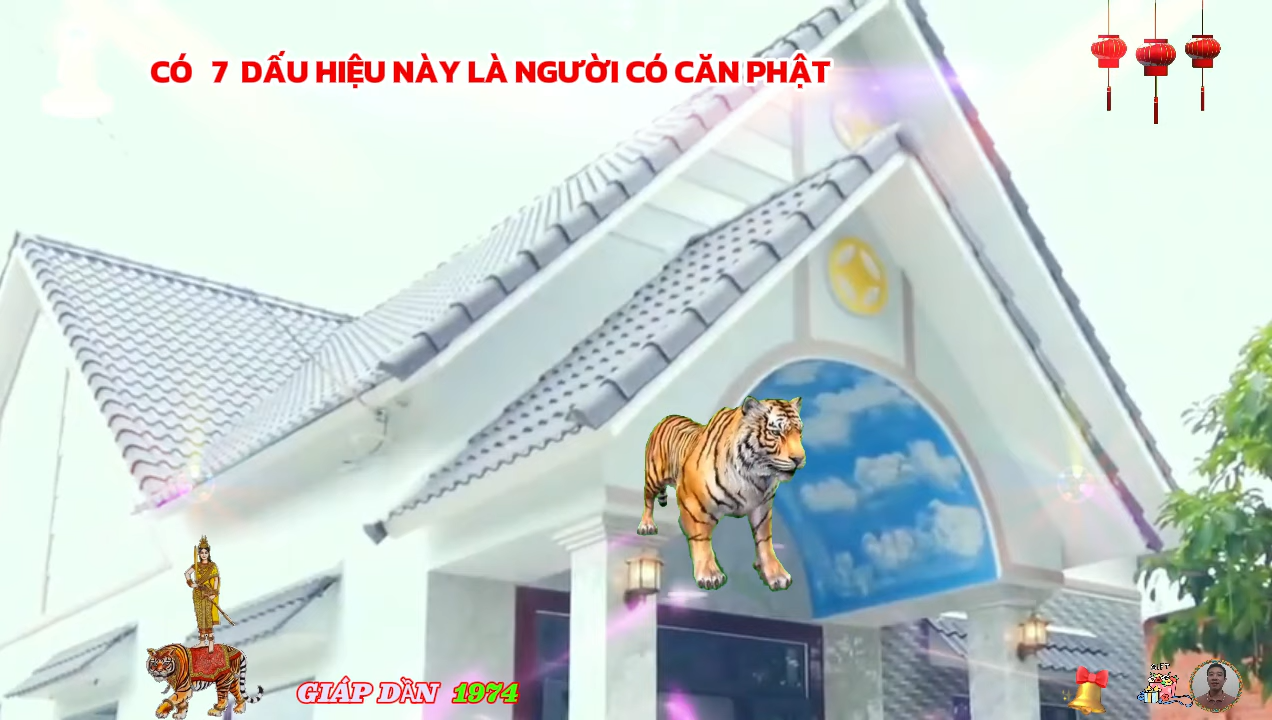 CÓ 7 DẤU HIỆU NÀY LÀ NGƯỜI CÓ CĂN PHẬT
GIÁP DẦN 1974